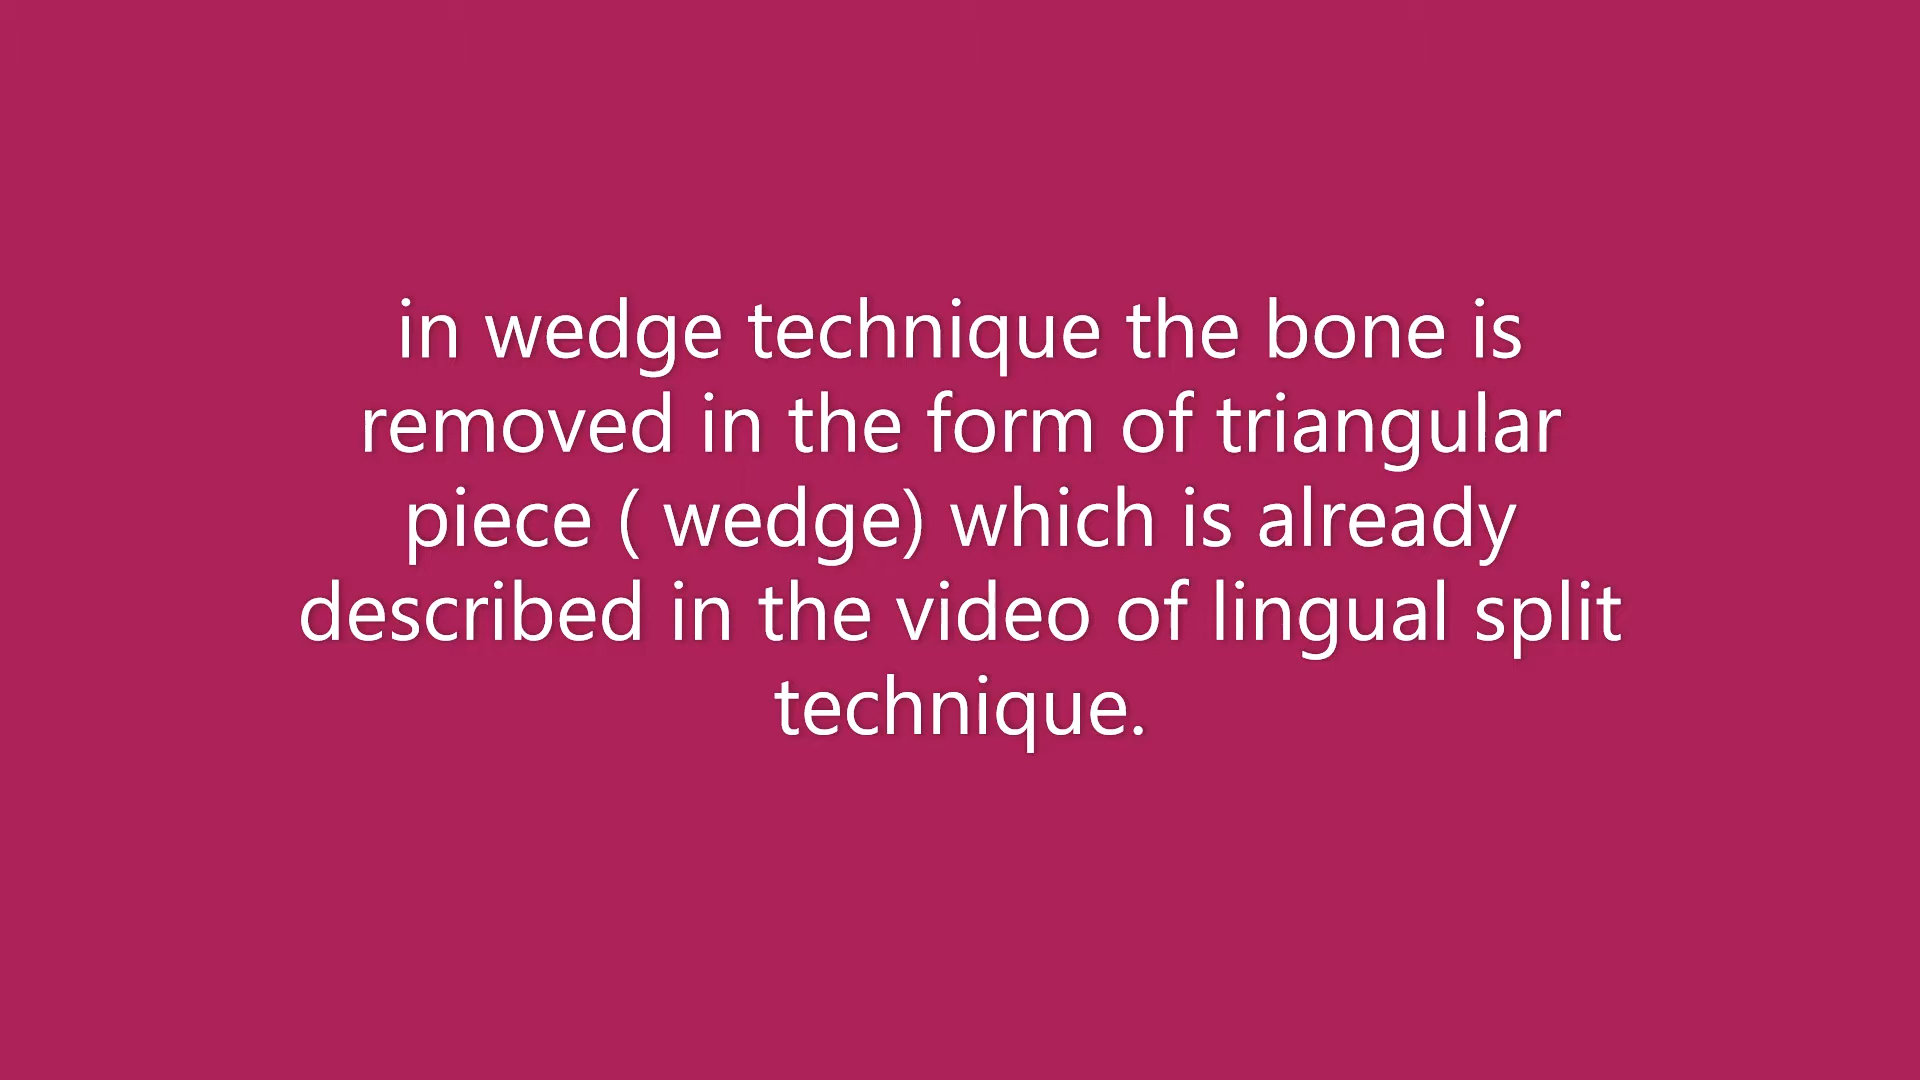 in wedge technique the bone is
removed in the form of triangular
piece ( wedge) which is already
described in the video of lingual split
technique.